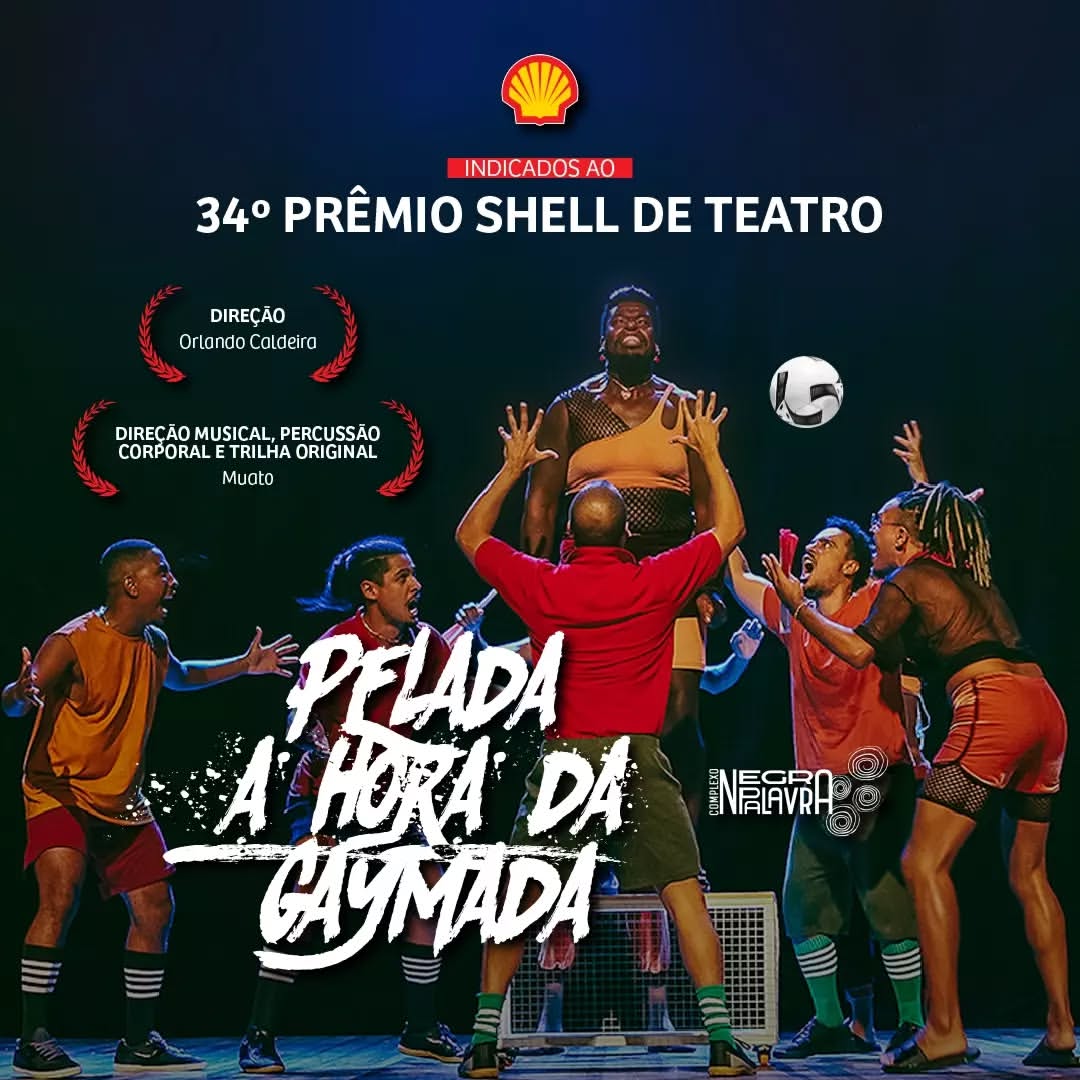 INDICADOS AO
34º PRÊMIO SHELL DE TEATRO
DIREÇÃO
Orlando Caldeira
DIREÇÃO MUSICAL, PERCUSSÃO
CORPORAL E TRILHA ORIGINAL
Muato
PELADA
A HORA DA
GAYMADA
COMPLEXO
NEGRA
PALAVRA